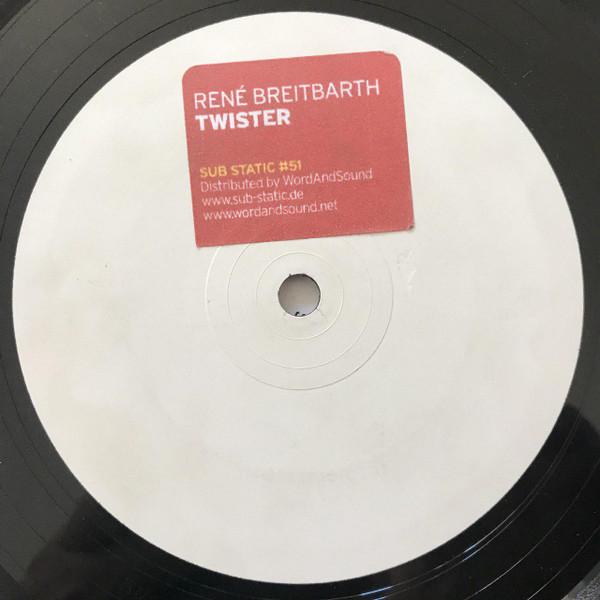 RENÉ BREITBARTH
TWISTER
SUB STATIC #51
Distributed by WordAndSound
www.sub-static.de
www.wordandsound.net